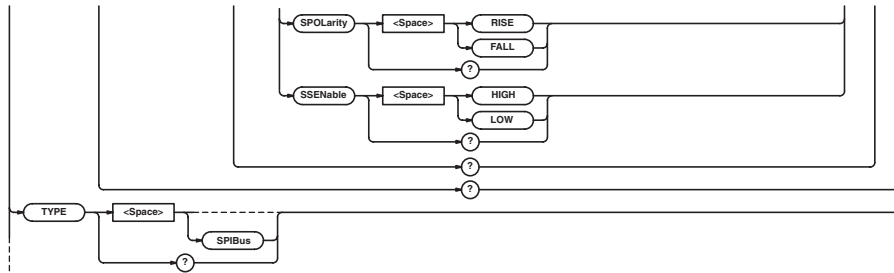 SPOLarity <Space> RISE
FALL
?
SSENable <Space> HIGH
LOW
?
?
?
TYPE <Space>
SPIBus
?